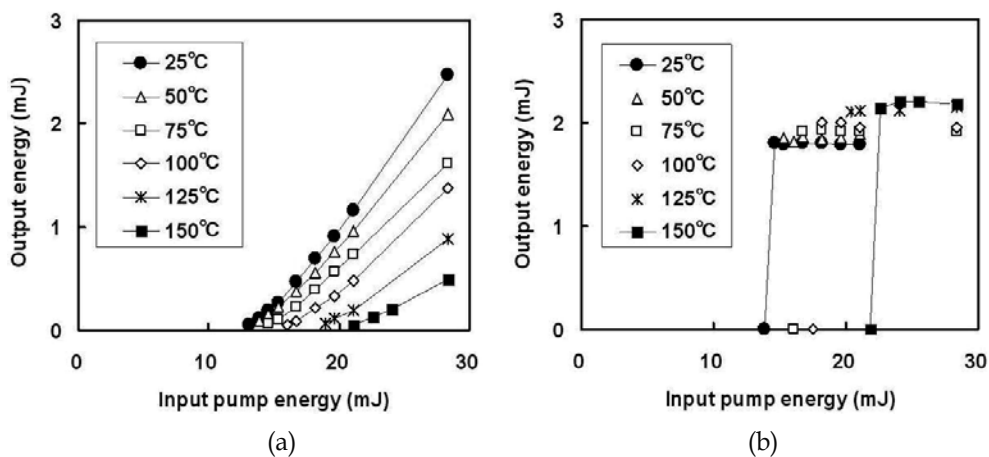 3
2
1
0
0
10
20
30
Output energy (mJ)
Input pump energy (mJ)
25°C
50°C
75°C
100°C
125°C
150°C
(a)
3
2
1
0
0
10
20
30
Output energy (mJ)
Input pump energy (mJ)
25°C
50°C
75°C
100°C
125°C
150°C
(b)